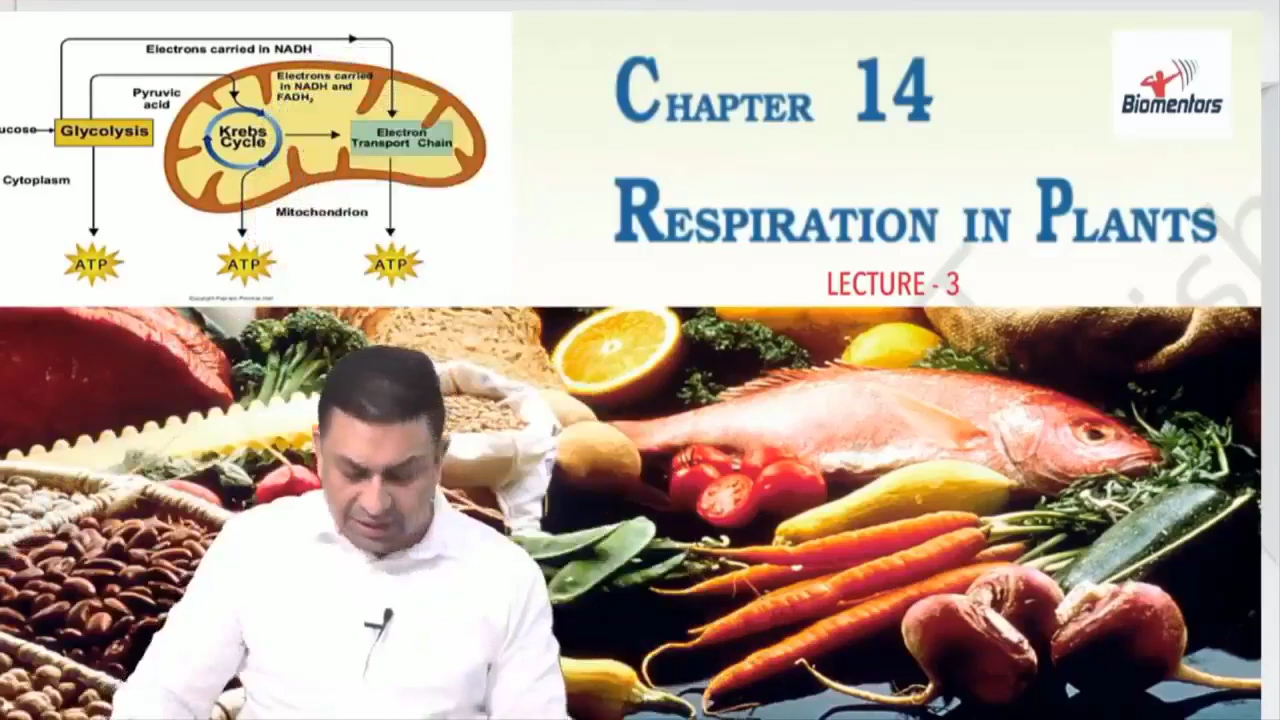 Electrons carried in NADH
Pyruvic
acid
Electrons carried
in NADH and
FADH₂
Glycolysis
Krebs
Cycle
Electron
Transport Chain
Cytoplasm
Mitochondrion
ATP
ATP
ATP
CHAPTER 14
RESPIRATION IN PLANTS
LECTURE - 3
Biomentors